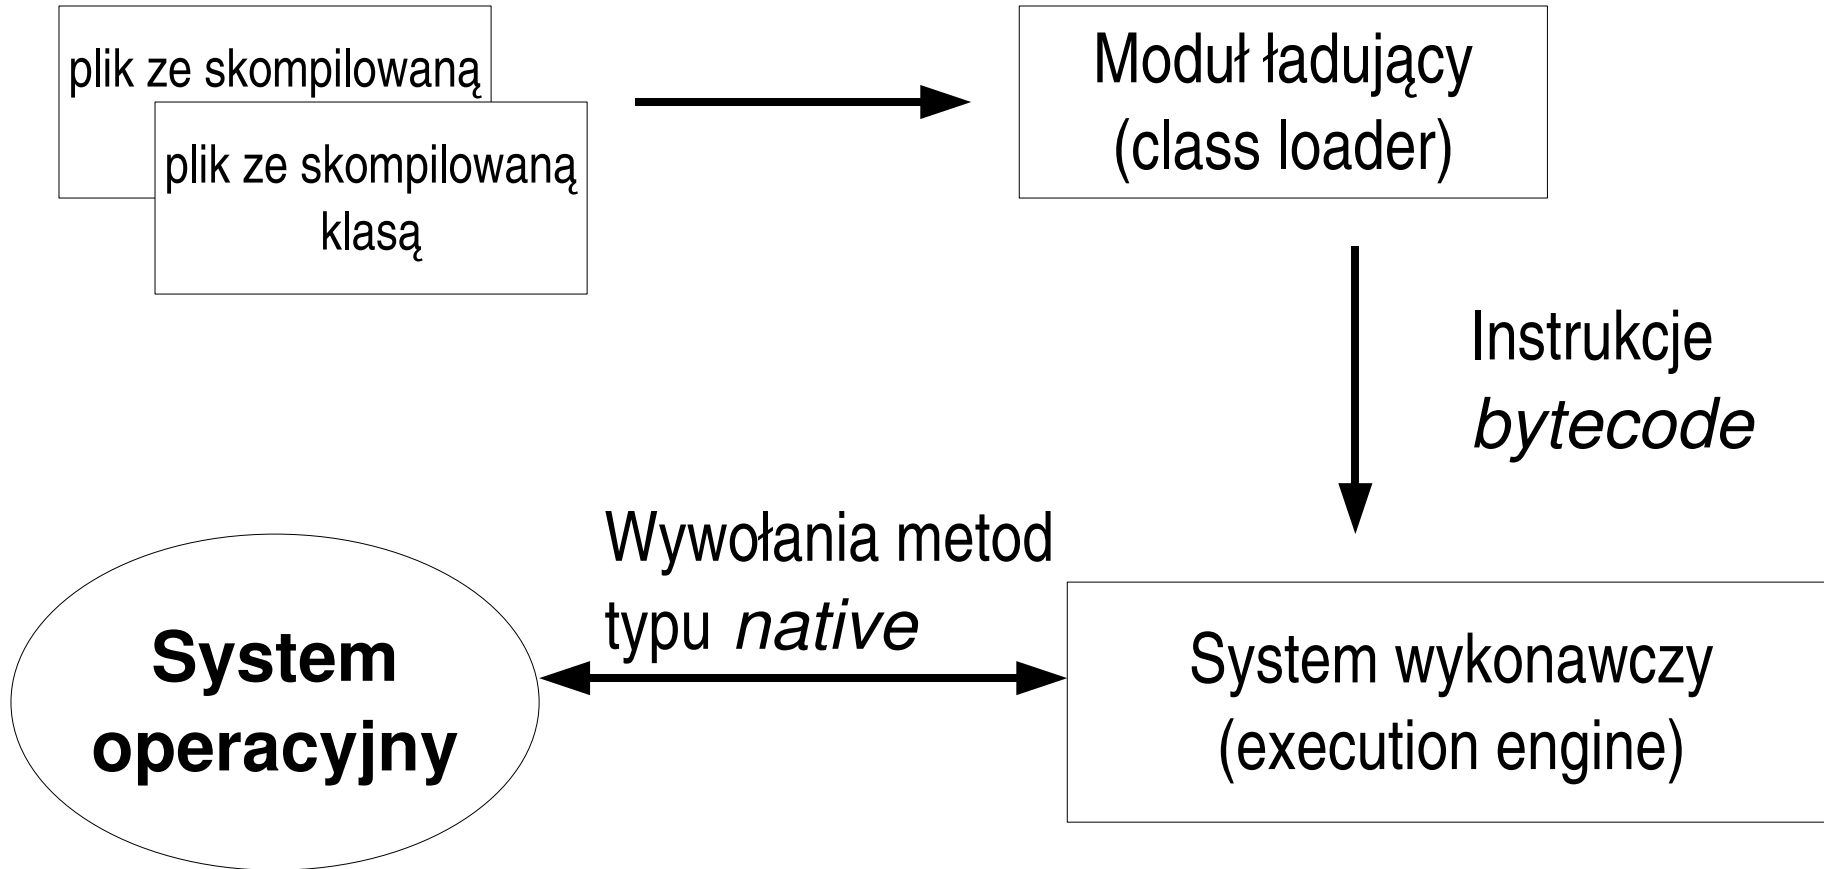 plik ze skompilowaną
plik ze skompilowaną
klasą
Moduł ładujący
(class loader)
Instrukcje
bytecode
Wywołania metod
typu native
System
operacyjny
System wykonawczy
(execution engine)